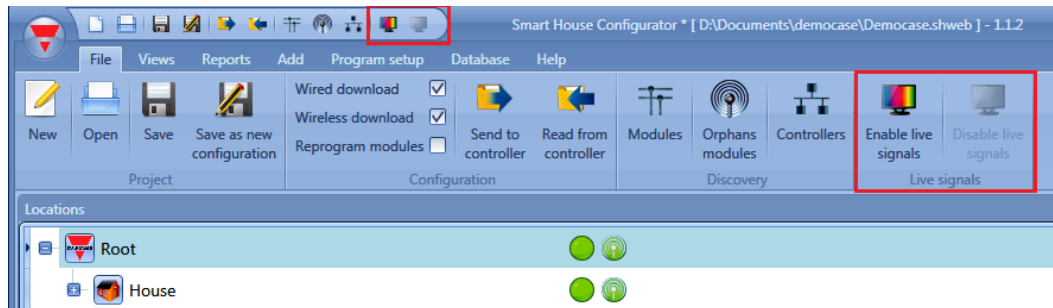 Smart House Configurator * [ D:\Documents\democase\Democase.shweb ] - 1.1.2
File Views Reports Add Program setup Database Help
New
Open
Save
Save as new
configuration
Wired download
Wireless download
Reprogram modules
Send to
controller
Read from
controller
Modules
Orphans
modules
Controllers
Enable live
signals
Disable live
signals
Project
Configuration
Discovery
Live signals
Locations
Root
House